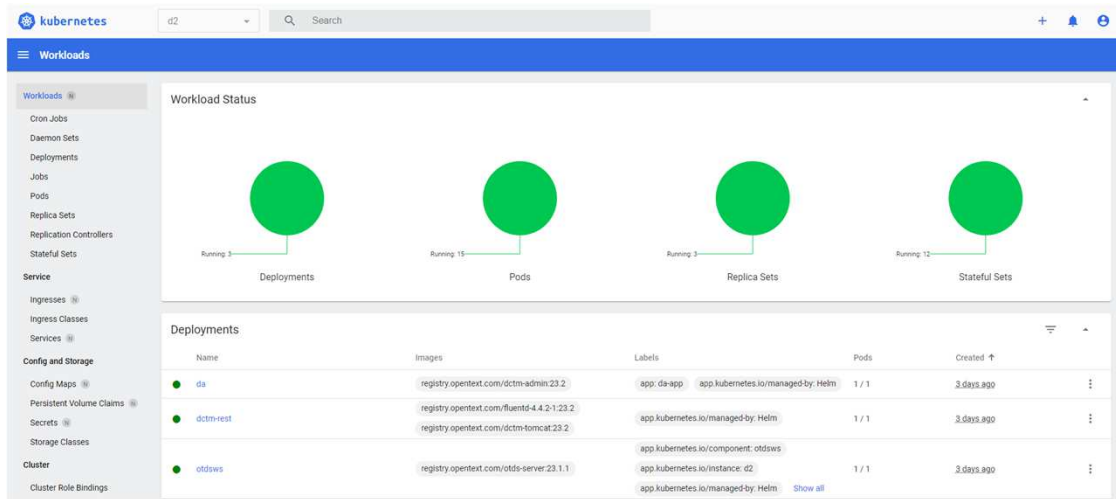 kubernetes
d2
Search
Workloads
Workloads N
Cron Jobs
Daemon Sets
Deployments
Jobs
Pods
Replica Sets
Replication Controllers
Stateful Sets
Service
Ingresses N
Ingress Classes
Services N
Config and Storage
Config Maps N
Persistent Volume Claims N
Secrets N
Storage Classes
Cluster
Cluster Role Bindings
Workload Status
Running: 3
Deployments
Running: 15
Pods
Running: 3
Replica Sets
Running: 12
Stateful Sets
Deployments
Name Images Labels Pods Created
da registry.opentext.com/dctm-admin:23.2 app: da-app app.kubernetes.io/managed-by: Helm 1 / 1 3 days ago
registry.opentext.com/fluentd-4.4.2-1:23.2
dctm-rest app.kubernetes.io/managed-by: Helm 1 / 1 3 days ago
registry.opentext.com/dctm-tomcat:23.2
app.kubernetes.io/component: otdsws
otdsws registry.opentext.com/otds-server:23.1.1 app.kubernetes.io/instance: d2 1 / 1 3 days ago
app.kubernetes.io/managed-by: Helm Show all